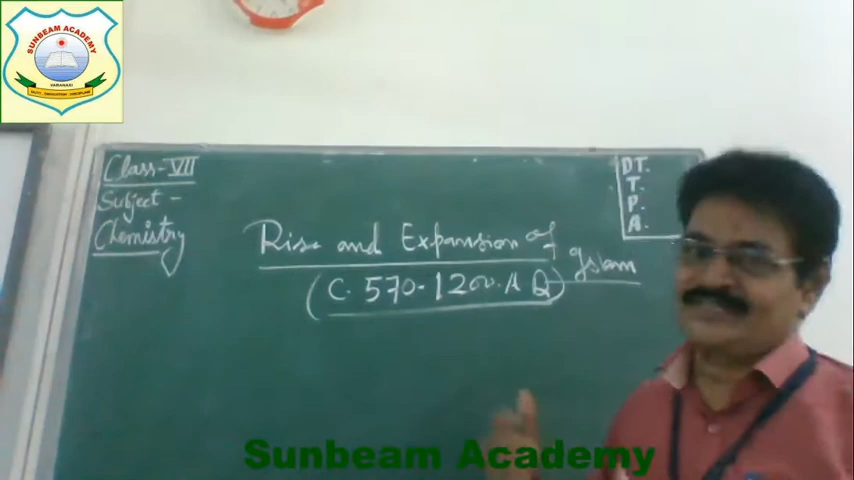 SUNBEAM ACADEMY
VARANASI
Class-VII
Subject -
Chemistry
Rise and Expansion of
Islam
(C. 570-1200. A D)
DT.
T.
P.
A.
Sunbeam Academy